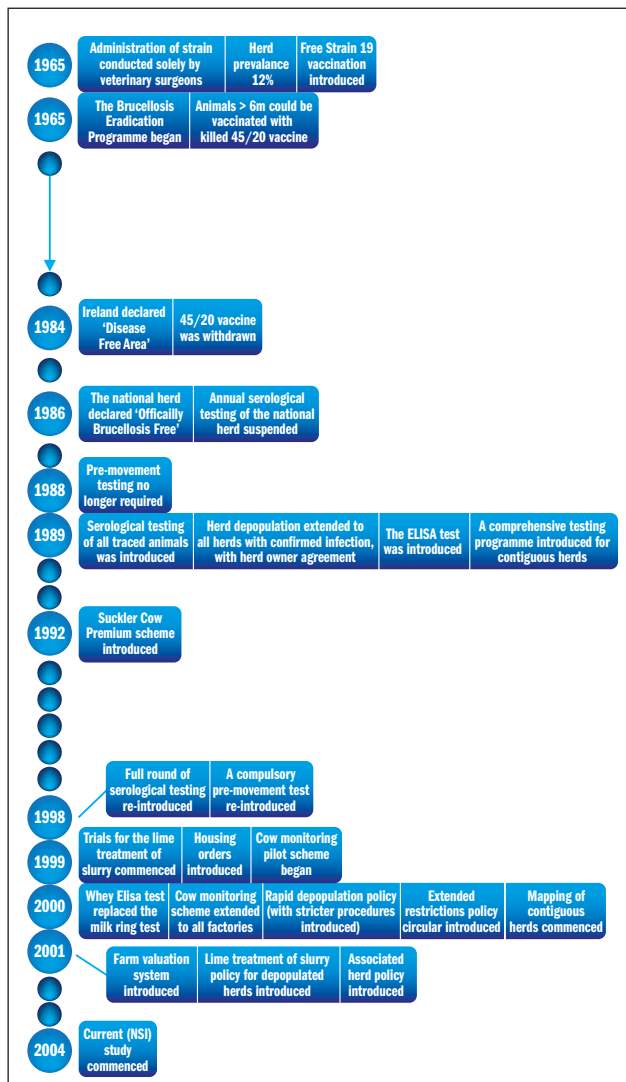 1965
Administration of strain
conducted solely by
veterinary surgeons
Herd
prevalance
12%
Free Strain 19
vaccination
introduced
1965
The Brucellosis
Eradication
Programme began
Animals > 6m could be
vaccinated with
killed 45/20 vaccine
1984
Ireland declared
‘Disease
Free Area’
45/20 vaccine
was withdrawn
1986
The national herd
declared ‘Offically
Brucellosis Free’
Annual serological
testing of the national
herd suspended
1988
Pre-movement
testing no
longer required
1989
Serological testing
of all traced animals
was introduced
Herd depopulation extended to
all herds with confirmed infection,
with herd owner agreement
The ELISA test
was introduced
A comprehensive testing
programme introduced for
contiguous herds
1992
Suckler Cow
Premium scheme
introduced
1998
Full round of
serological testing
re-introduced
A compulsory
pre-movement test
re-introduced
1999
Trials for the lime
treatment of
slurry commenced
Housing
orders
introduced
Cow monitoring
pilot scheme
began
2000
Whey Elisa test
replaced the
milk ring test
Cow monitoring
scheme extended
to all factories
Rapid depopulation policy
(with stricter procedures
introduced)
Extended
restrictions policy
circular introduced
Mapping of
contiguous
herds commenced
2001
Farm valuation
system
introduced
Lime treatment of slurry
policy for depopulated
herds introduced
Associated
herd policy
introduced
2004
Current (NSI)
study
commenced